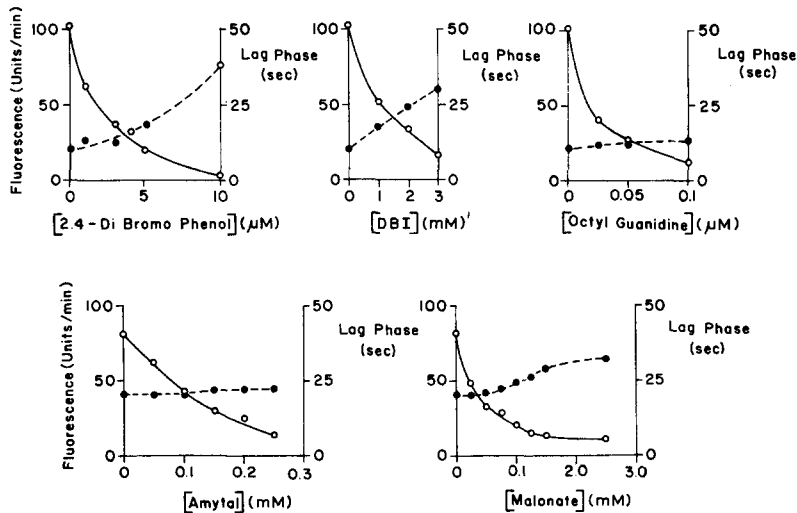 Fluorescence (Units/min)
100
50
0
50
25
0
Lag Phase
(sec)
0 5 10
[2.4-Di Bromo Phenol](μM)
100
50
0
50
25
0
Lag Phase
(sec)
0 1 2 3
[DBI](mM)'
100
50
0
50
25
0
Lag Phase
(sec)
0 0.05 0.1
[Octyl Guanidine](μM)
Fluorescence (Units/min)
100
50
0
50
25
0
Lag Phase
(sec)
0 0.1 0.2 0.3
[Amytal](mM)
100
50
0
50
25
0
Lag Phase
(sec)
0 0.1 2.0 3.0
[Malonate](mM)